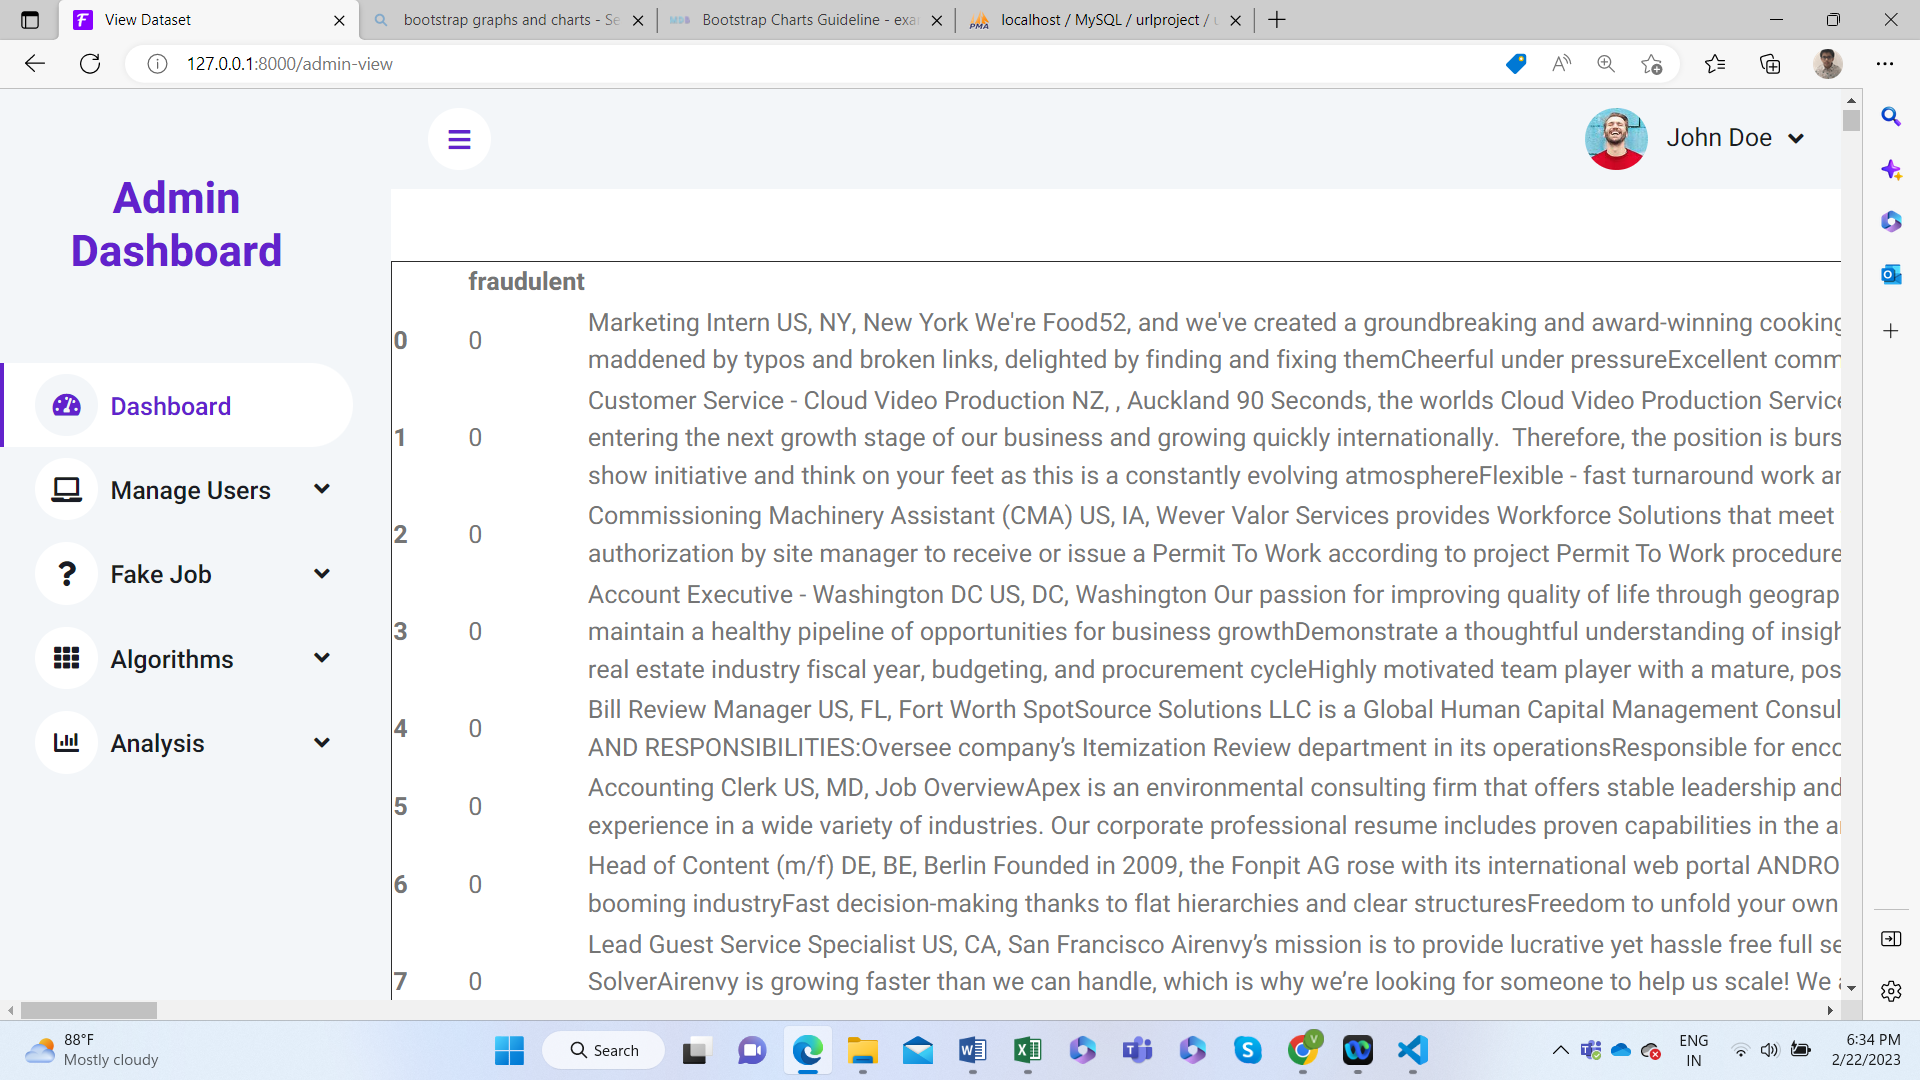 View Dataset
bootstrap graphs and charts - Se
Bootstrap Charts Guideline - exa
localhost / MySQL / urlproject / u
127.0.0.1:8000/admin-view
John Doe
Admin
Dashboard
Dashboard
Manage Users
Fake Job
Algorithms
Analysis
fraudulent
0 0 Marketing Intern US, NY, New York We're Food52, and we've created a groundbreaking and award-winning cooking
maddened by typos and broken links, delighted by finding and fixing themCheerful under pressureExcellent comm
1 0 Customer Service - Cloud Video Production NZ, , Auckland 90 Seconds, the worlds Cloud Video Production Service
entering the next growth stage of our business and growing quickly internationally.  Therefore, the position is burs
show initiative and think on your feet as this is a constantly evolving atmosphereFlexible - fast turnaround work an
2 0 Commissioning Machinery Assistant (CMA) US, IA, Wever Valor Services provides Workforce Solutions that meet
authorization by site manager to receive or issue a Permit To Work according to project Permit To Work procedure
3 0 Account Executive - Washington DC US, DC, Washington Our passion for improving quality of life through geograp
maintain a healthy pipeline of opportunities for business growthDemonstrate a thoughtful understanding of insigh
real estate industry fiscal year, budgeting, and procurement cycleHighly motivated team player with a mature, pos
4 0 Bill Review Manager US, FL, Fort Worth SpotSource Solutions LLC is a Global Human Capital Management Consul
AND RESPONSIBILITIES:Oversee company’s Itemization Review department in its operationsResponsible for enco
5 0 Accounting Clerk US, MD, Job OverviewApex is an environmental consulting firm that offers stable leadership and
experience in a wide variety of industries. Our corporate professional resume includes proven capabilities in the a
6 0 Head of Content (m/f) DE, BE, Berlin Founded in 2009, the Fonpit AG rose with its international web portal ANDRO
booming industryFast decision-making thanks to flat hierarchies and clear structuresFreedom to unfold your own
7 0 Lead Guest Service Specialist US, CA, San Francisco Airenvy’s mission is to provide lucrative yet hassle free full se
SolverAirenvy is growing faster than we can handle, which is why we’re looking for someone to help us scale! We a
88°F
Mostly cloudy
Search
ENG
IN
6:34 PM
2/22/2023